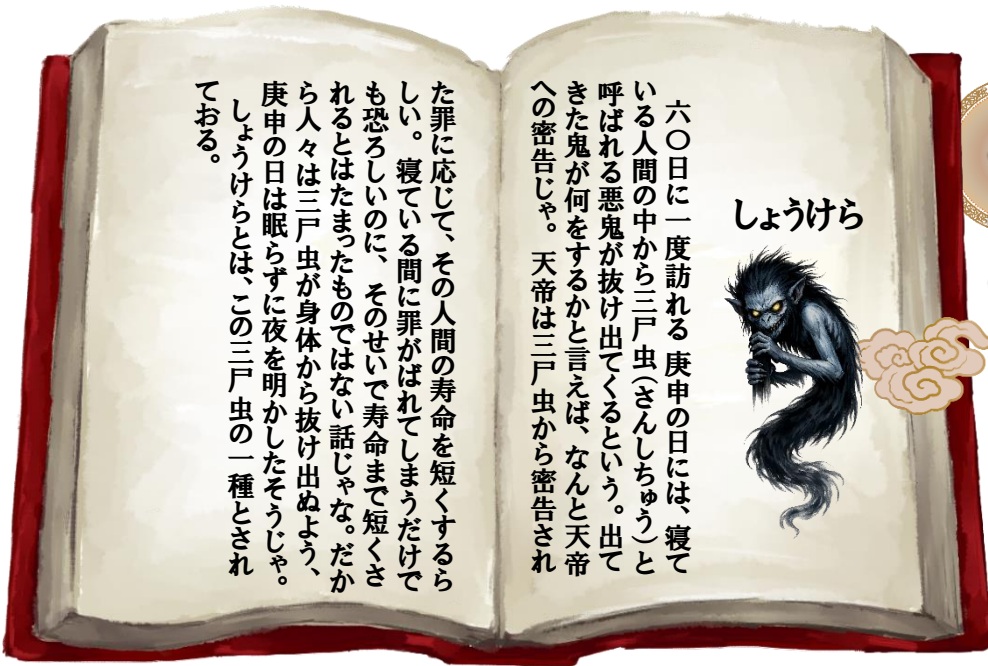 しょうけら
六〇日に一度訪れる 庚申の日には、寝て
いる人間の中から三尸 虫(さんしちゅう)と
呼ばれる悪鬼が抜け出てくるという。出て
きた鬼が何をするかと言えば、なんと天帝
への密告じゃ。 天帝は三尸 虫から密告され
た罪に応じて、その人間の寿命を短くするら
しい。 寝ている間に罪がばれてしまうだけで
も恐ろしいのに、 そのせいで寿命まで短くさ
れるとはたまったものではない話じゃな。だか
ら人々は三尸虫が身体から抜け出ぬよう、
庚申の日は眠らずに夜を明かしたそうじゃ。
しょうけらとは、この三尸 虫の一種とされ
ておる。